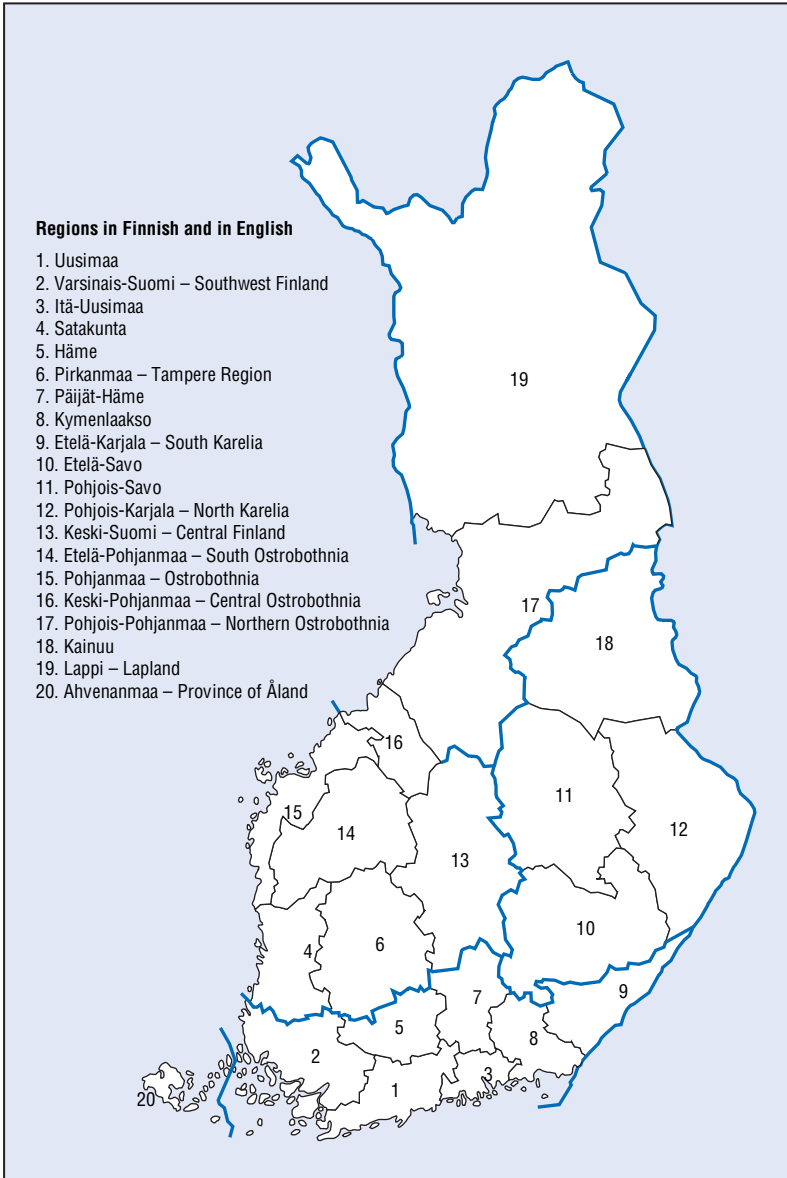 Regions in Finnish and in English
1. Uusimaa
2. Varsinais-Suomi – Southwest Finland
3. Itä-Uusimaa
4. Satakunta
5. Häme
6. Pirkanmaa – Tampere Region
7. Päijät-Häme
8. Kymenlaakso
9. Etelä-Karjala – South Karelia
10. Etelä-Savo
11. Pohjois-Savo
12. Pohjois-Karjala – North Karelia
13. Keski-Suomi – Central Finland
14. Etelä-Pohjanmaa – South Ostrobothnia
15. Pohjanmaa – Ostrobothnia
16. Keski-Pohjanmaa – Central Ostrobothnia
17. Pohjois-Pohjanmaa – Northern Ostrobothnia
18. Kainuu
19. Lappi – Lapland
20. Ahvenanmaa – Province of Åland
19
17
18
16
11
15
12
14
13
10
6
4
9
7
5
8
2
3
1
20